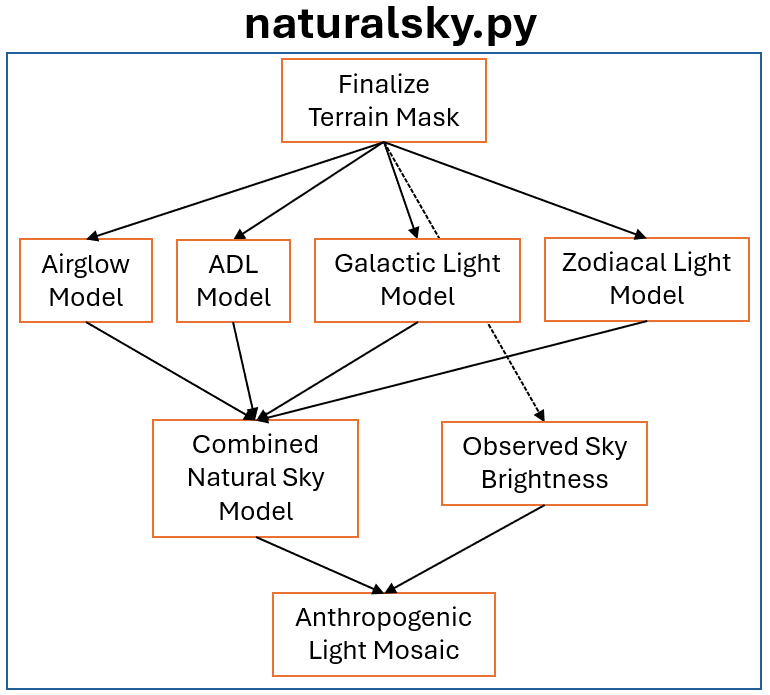 naturalsky.py
Finalize
Terrain Mask
Airglow
Model
ADL
Model
Galactic Light
Model
Zodiacal Light
Model
Combined
Natural Sky
Model
Observed Sky
Brightness
Anthropogenic
Light Mosaic